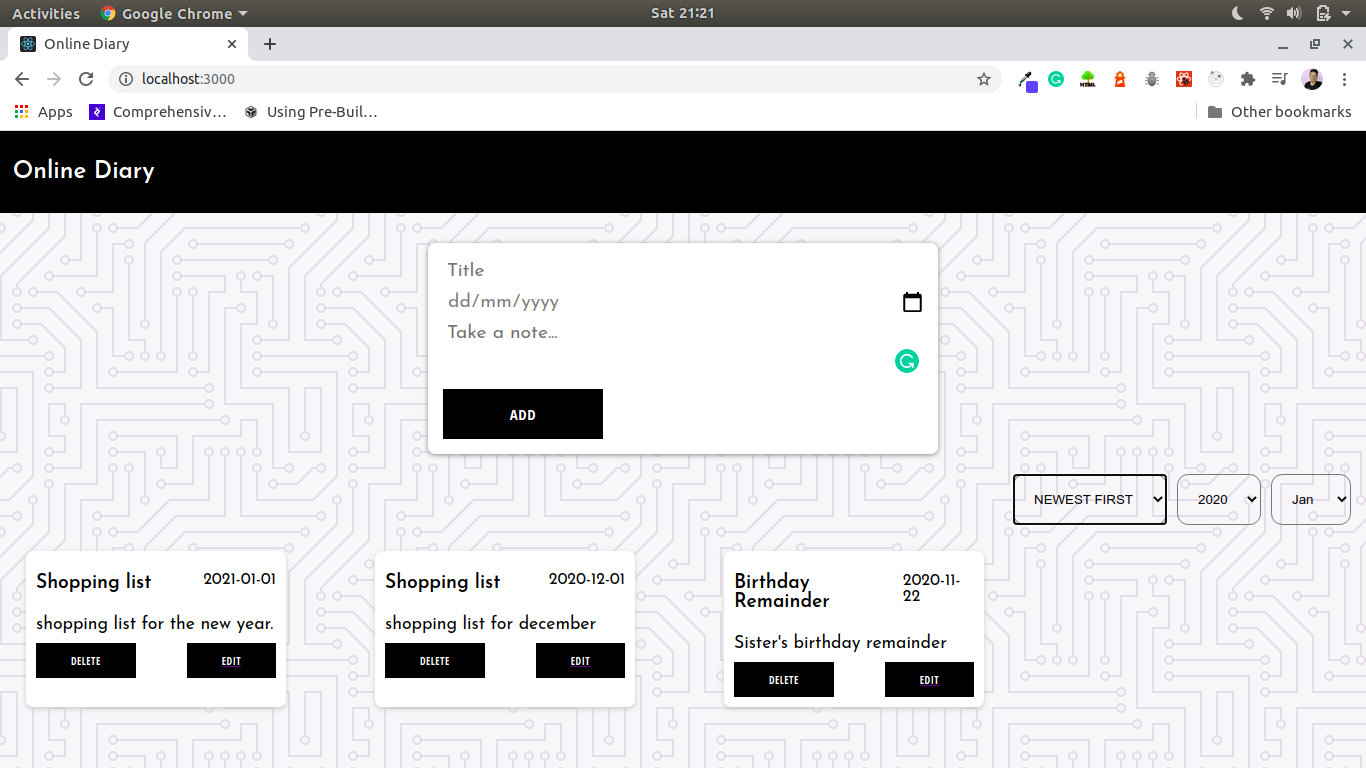 Activities Google Chrome Sat 21:21
Online Diary
localhost:3000
Apps Comprehensiv... Using Pre-Buil... Other bookmarks
Online Diary
Title
dd/mm/yyyy
Take a note...
ADD
NEWEST FIRST 2020 Jan
Shopping list 2021-01-01
shopping list for the new year.
DELETE EDIT
Shopping list 2020-12-01
shopping list for december
DELETE EDIT
Birthday 2020-11-
Remainder 22
Sister's birthday remainder
DELETE EDIT